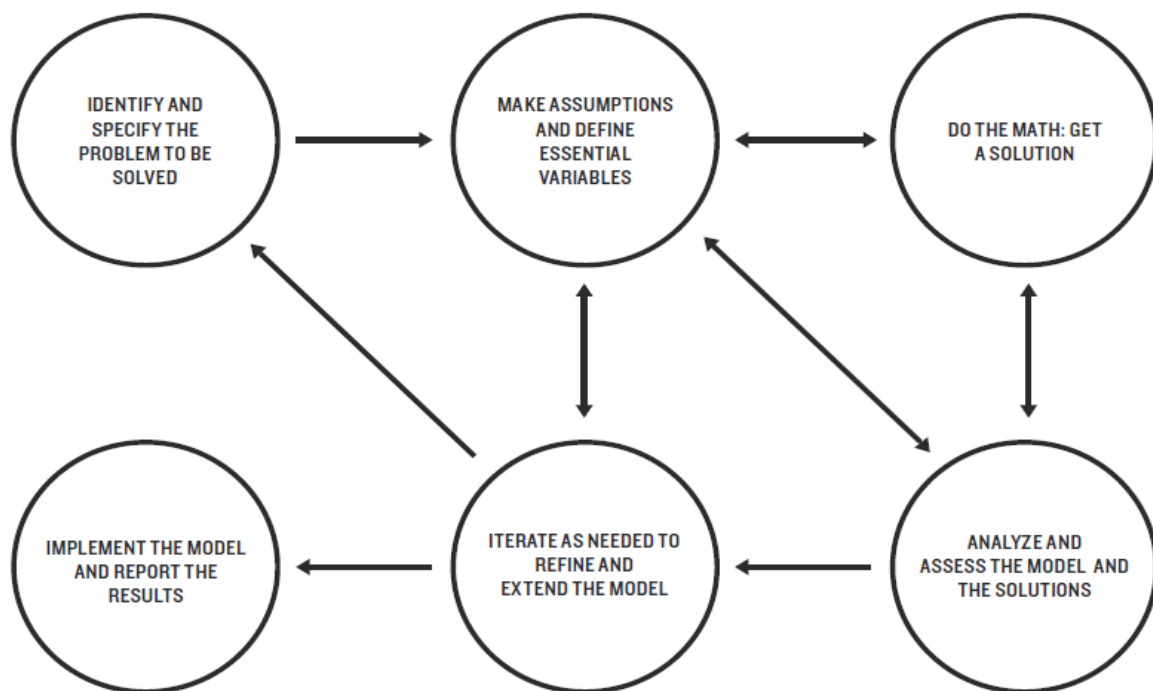 IDENTIFY AND
SPECIFY THE
PROBLEM TO BE
SOLVED
MAKE ASSUMPTIONS
AND DEFINE
ESSENTIAL
VARIABLES
DO THE MATH: GET
A SOLUTION
IMPLEMENT THE MODEL
AND REPORT THE
RESULTS
ITERATE AS NEEDED TO
REFINE AND
EXTEND THE MODEL
ANALYZE AND
ASSESS THE MODEL AND
THE SOLUTIONS